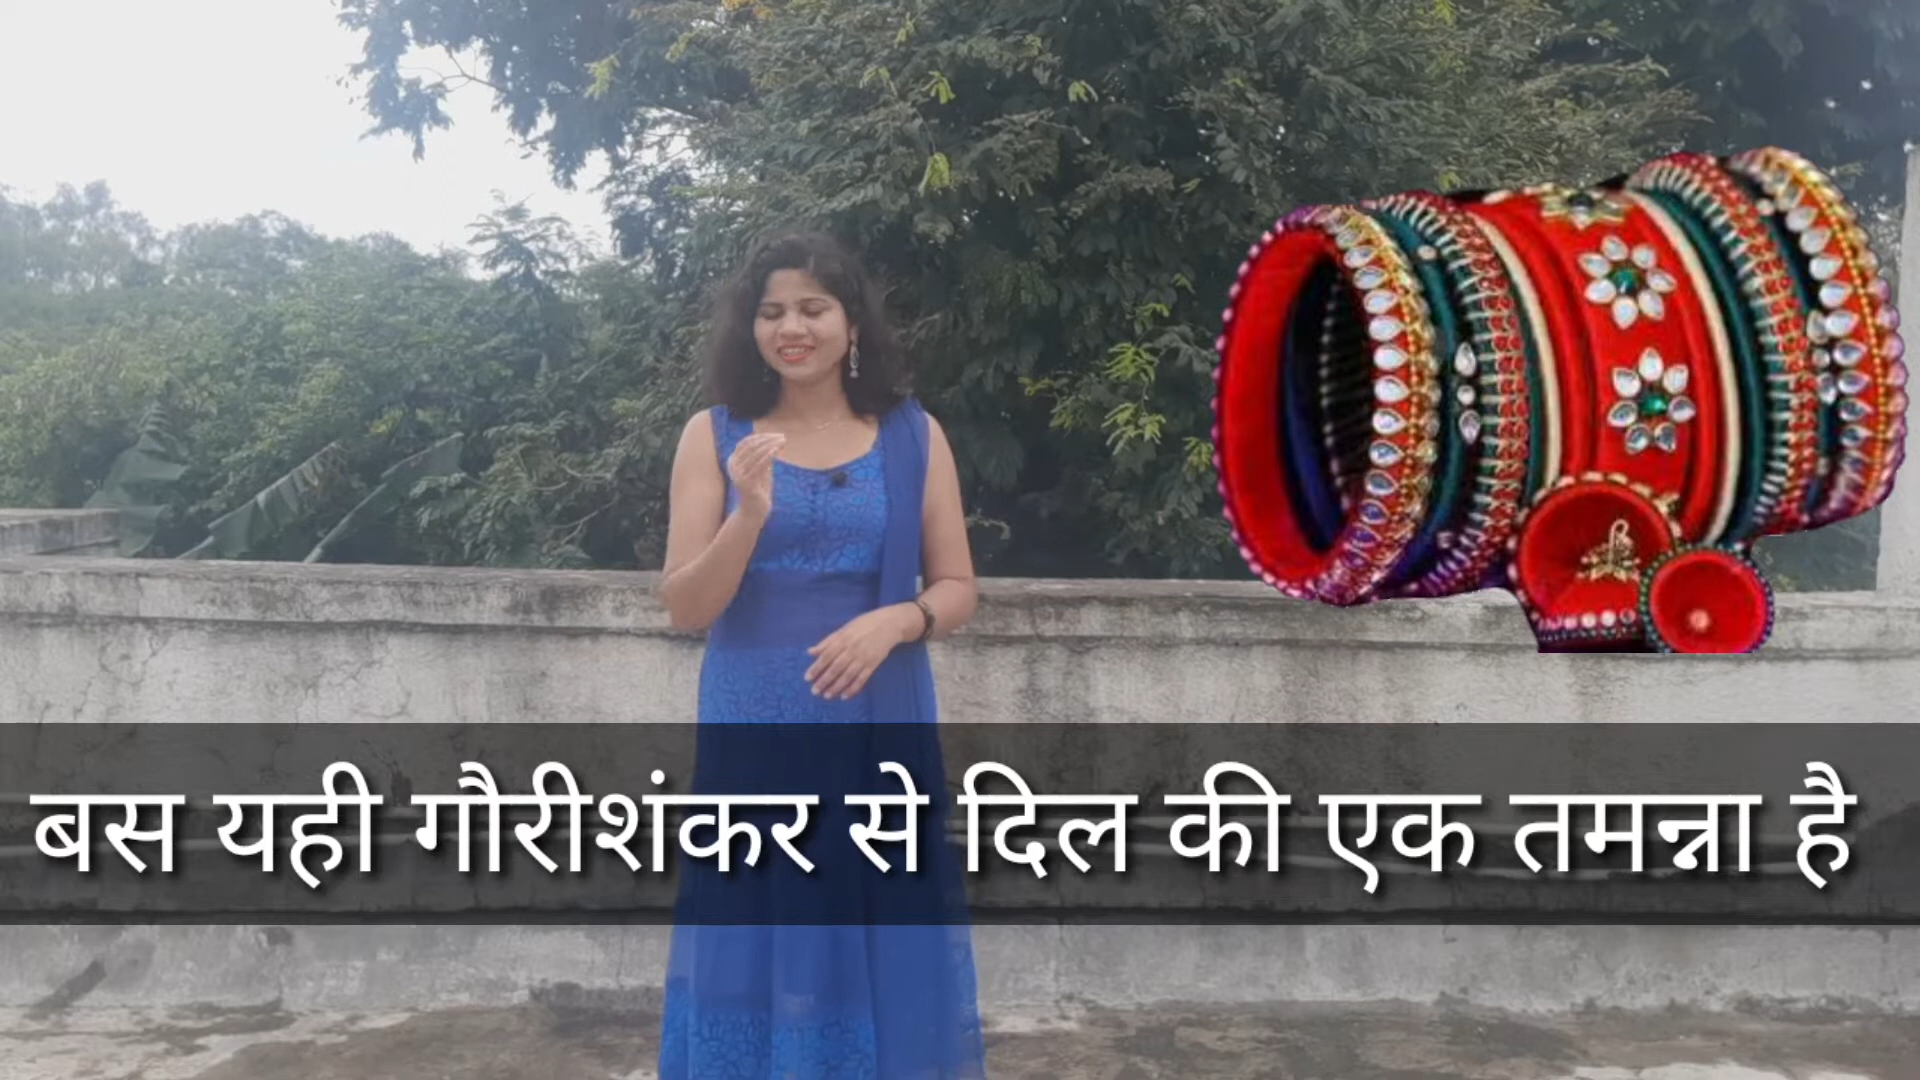 बस यही गौरीशंकर से दिल की एक तमन्ना है